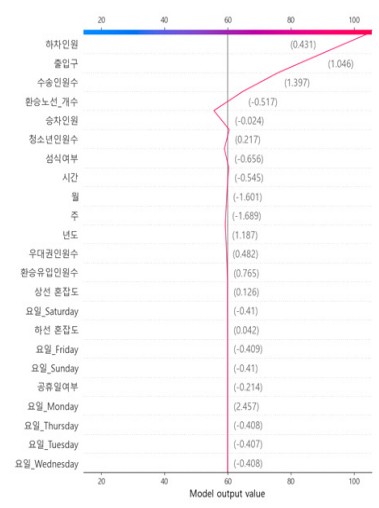 20 40 60 80 100
하차인원 (0.431)
출입구 (1.046)
수송인원수 (1.397)
환승노선_개수 (-0.517)
승차인원 (-0.024)
청소년인원수 (0.217)
섬식여부 (-0.656)
시간 (-0.545)
월 (-1.601)
주 (-1.689)
년도 (1.187)
우대권인원수 (0.482)
환승유입인원수 (0.765)
상선 혼잡도 (0.126)
요일_Saturday (-0.41)
하선 혼잡도 (0.042)
요일_Friday (-0.409)
요일_Sunday (-0.41)
공휴일여부 (-0.214)
요일_Monday (2.457)
요일_Thursday (-0.408)
요일_Tuesday (-0.407)
요일_Wednesday (-0.408)
20 40 60 80 100
Model output value